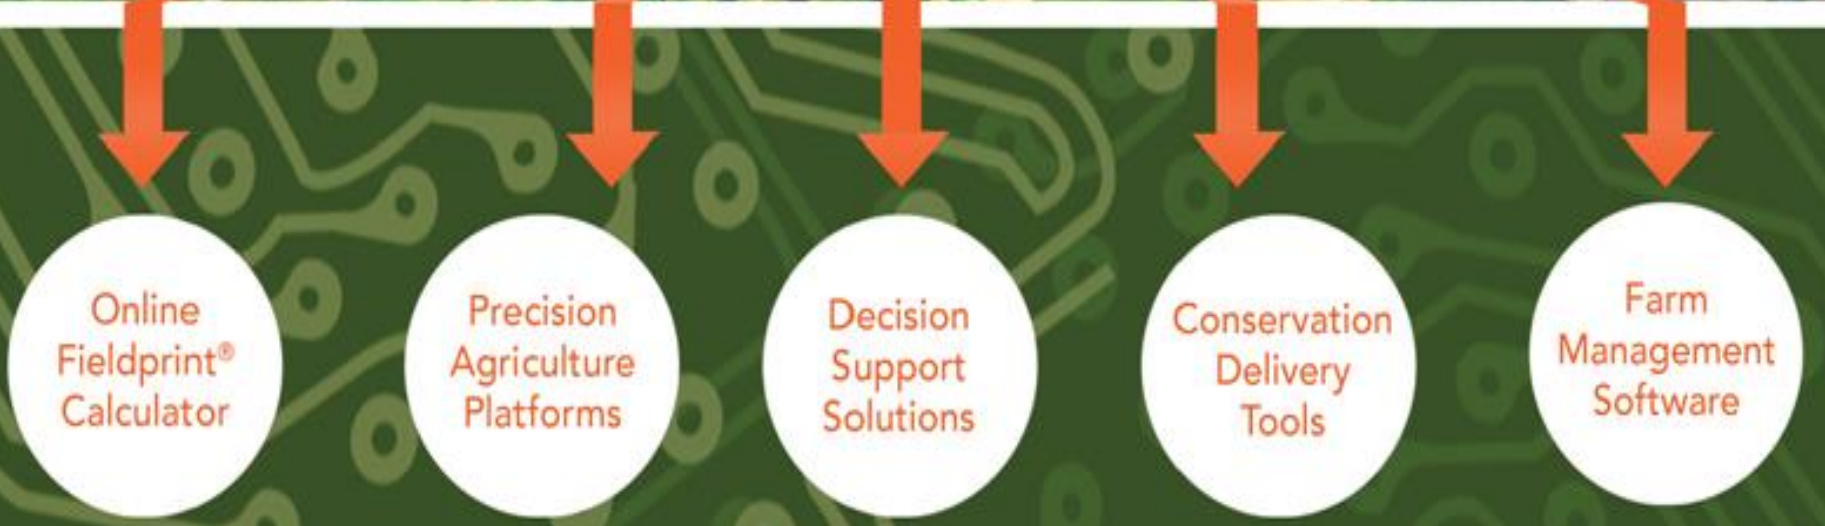 Online
Fieldprint®
Calculator
Precision
Agriculture
Platforms
Decision
Support
Solutions
Conservation
Delivery
Tools
Farm
Management
Software